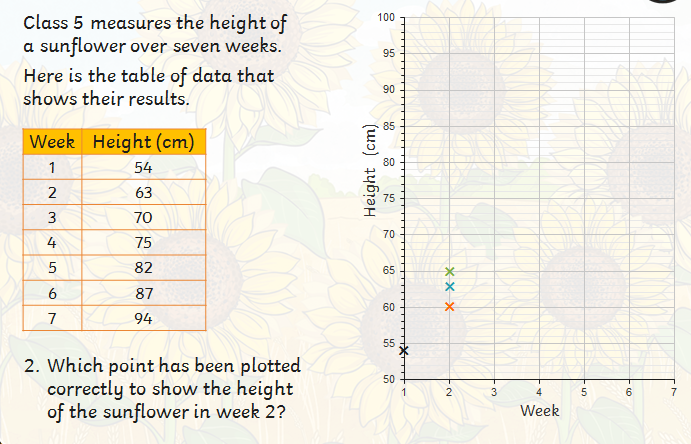 Class 5 measures the height of
a sunflower over seven weeks.
Here is the table of data that
shows their results.
Week Height (cm)
1 54
2 63
3 70
4 75
5 82
6 87
7 94
2. Which point has been plotted
correctly to show the height
of the sunflower in week 2?
Height (cm)
100
95
90
85
80
75
70
65
60
55
50
1 2 3 4 5 6 7
Week